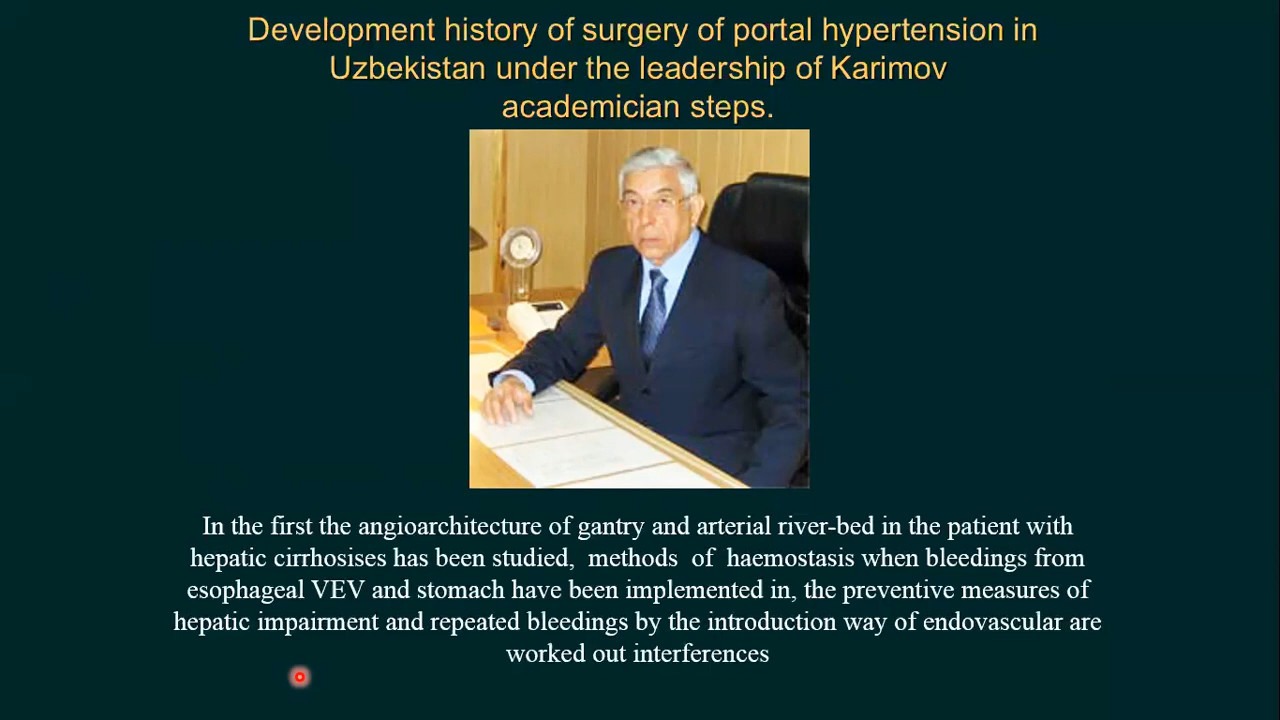 Development history of surgery of portal hypertension in
Uzbekistan under the leadership of Karimov
academician steps.
In the first the angioarchitecture of gantry and arterial river-bed in the patient with
hepatic cirrhosises has been studied, methods of haemostasis when bleedings from
esophageal VEV and stomach have been implemented in, the preventive measures of
hepatic impairment and repeated bleedings by the introduction way of endovascular are
worked out interferences